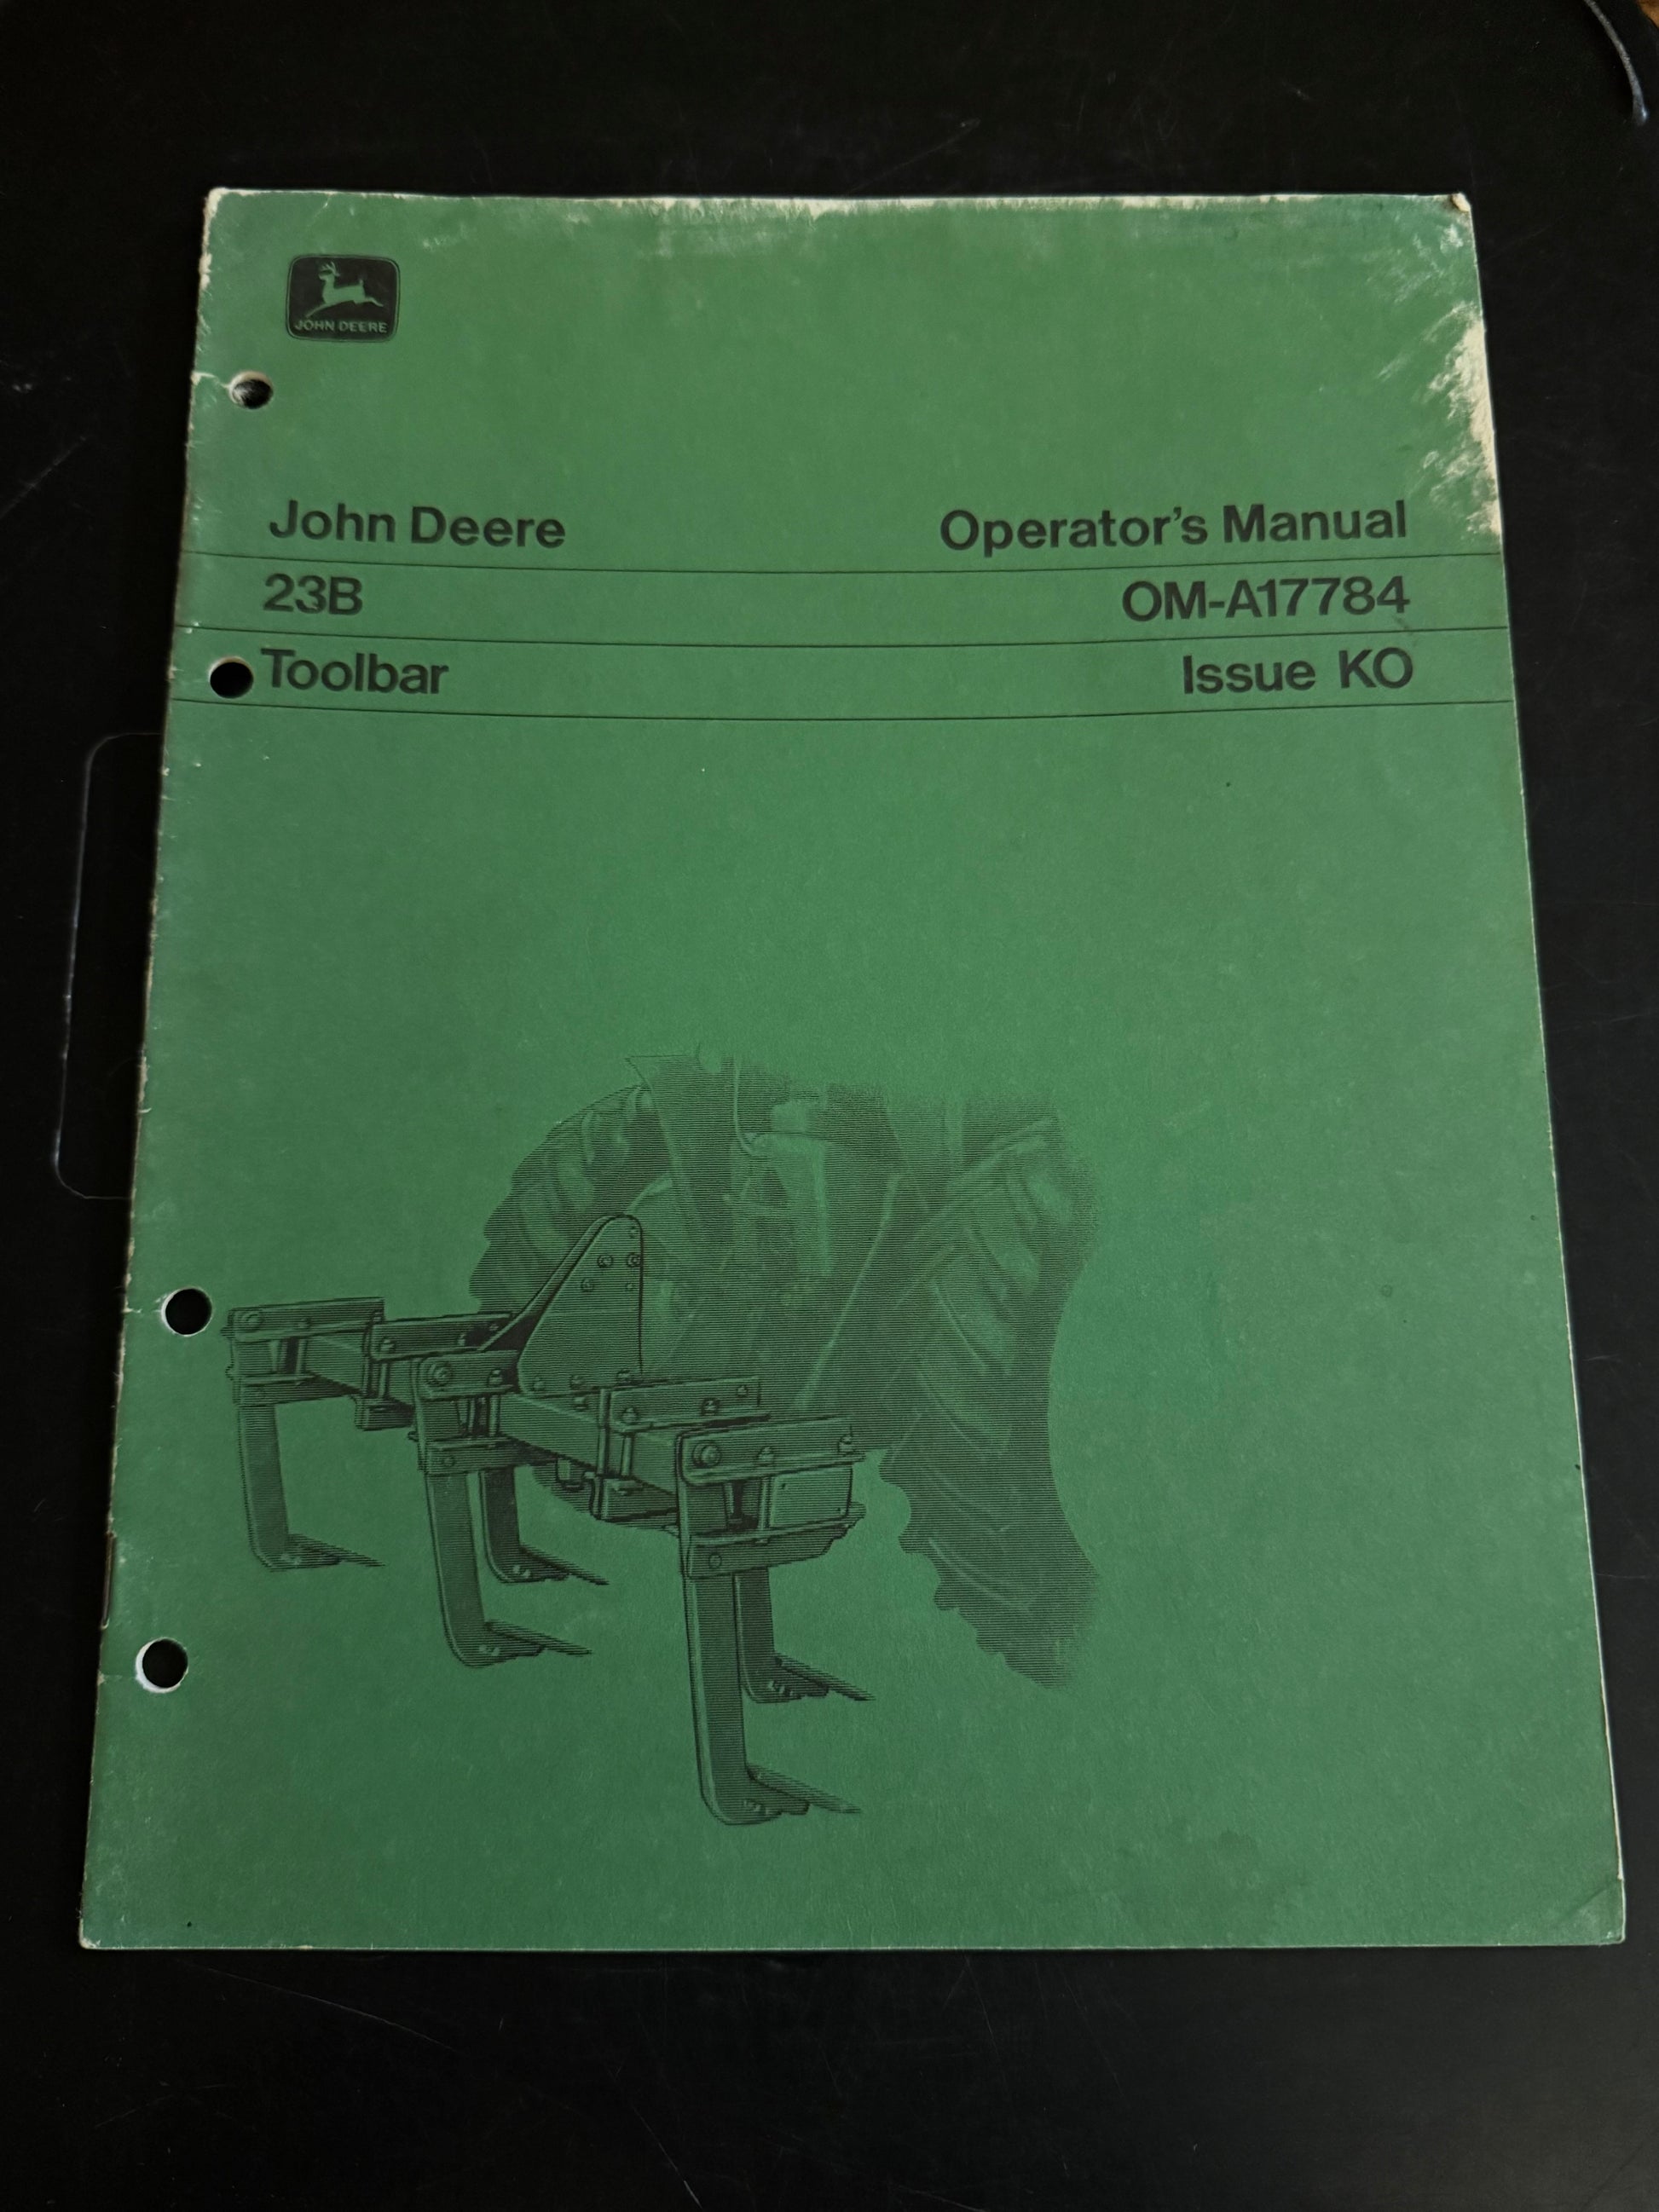 JOHN DEERE
John Deere Operator's Manual
23B OM-A17784
Toolbar Issue KO